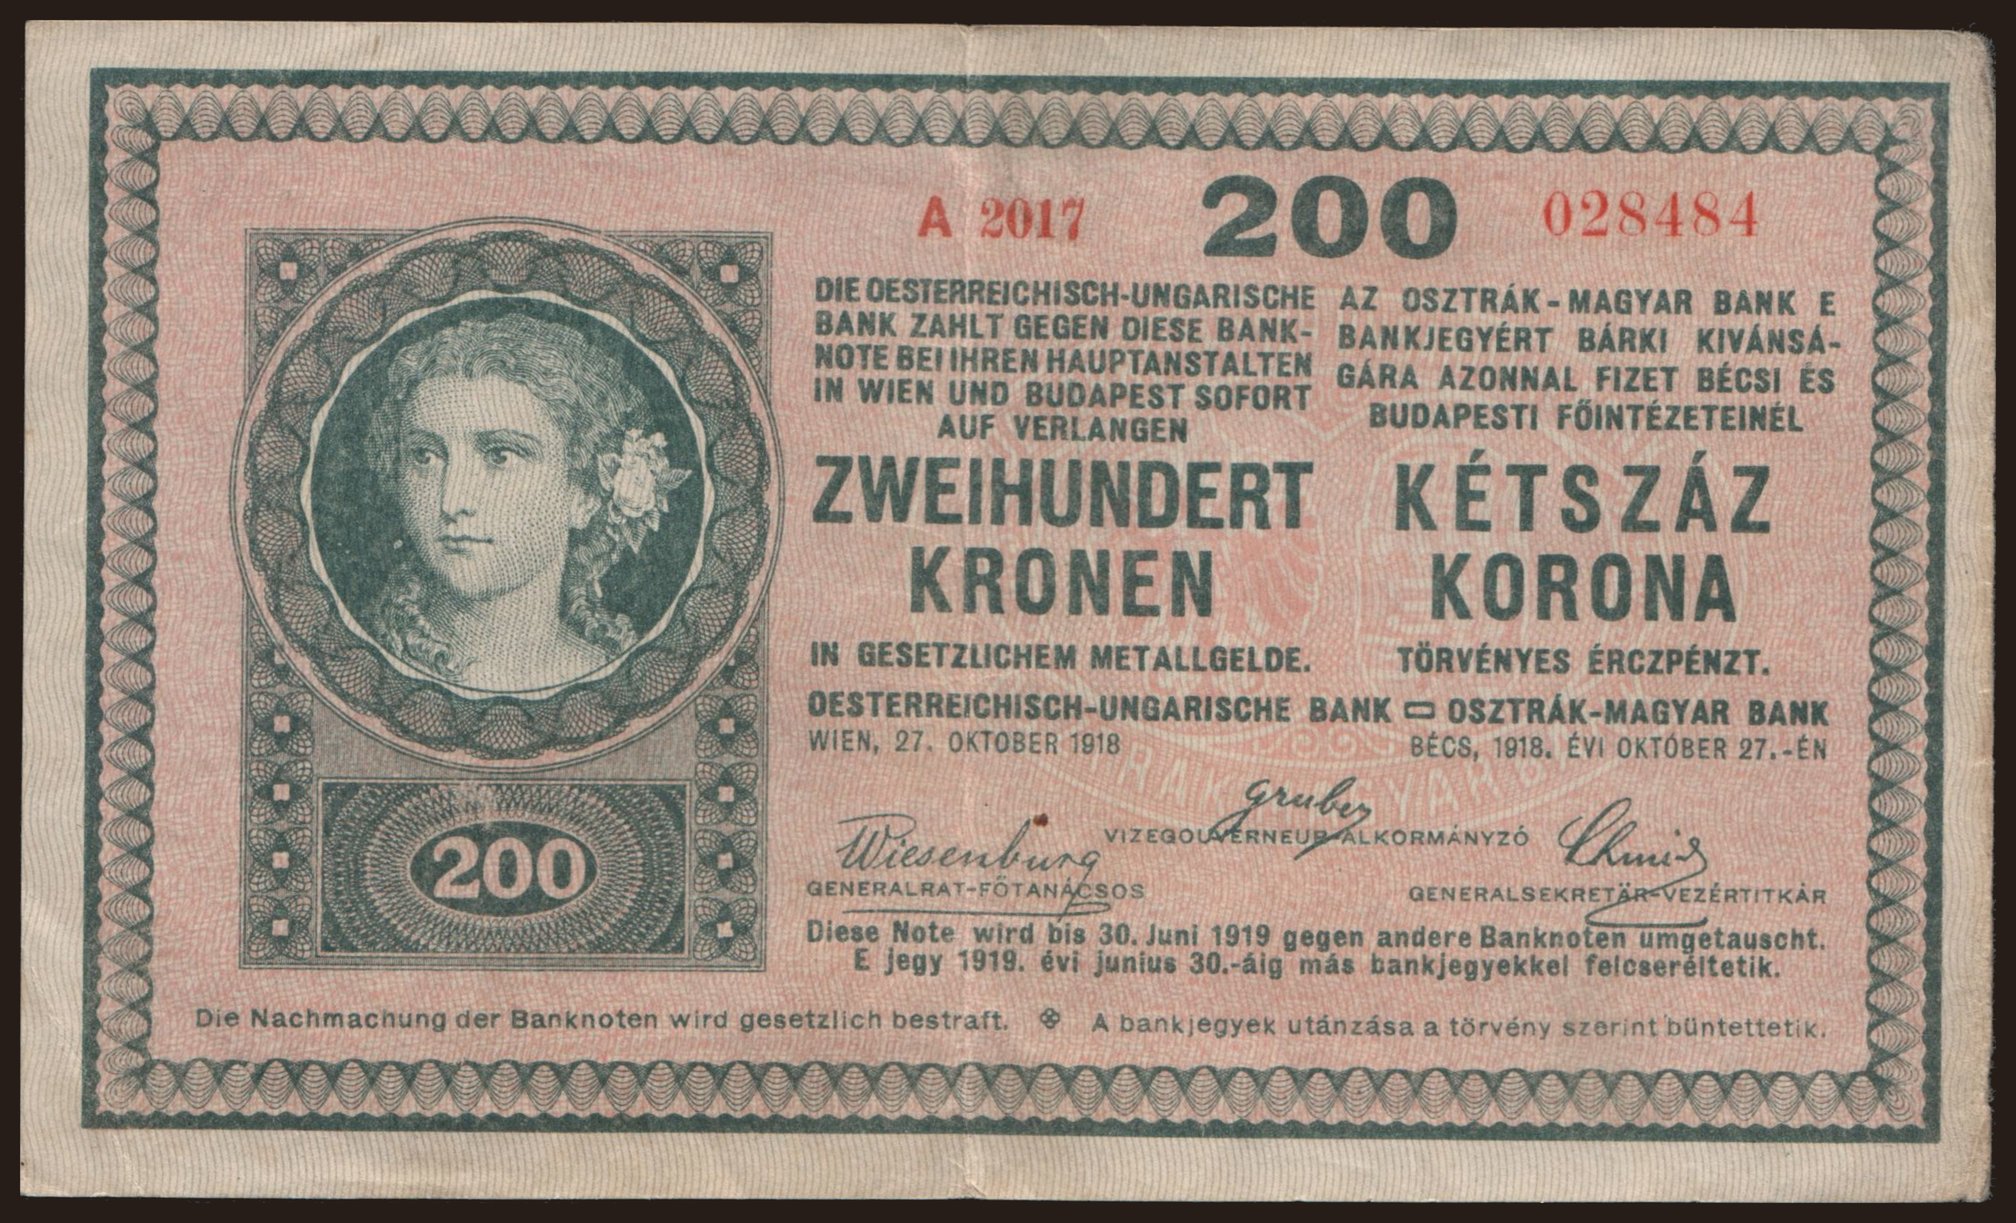 A 2017 200 028484
DIE OESTERREICHISCH-UNGARISCHE
BANK ZAHLT GEGEN DIESE BANK-
NOTE BEI IHREN HAUPTANSTALTEN
IN WIEN UND BUDAPEST SOFORT
AUF VERLANGEN
ZWEIHUNDERT
KRONEN
IN GESETZLICHEM METALLGELDE.
AZ OSZTRÁK-MAGYAR BANK E
BANKJEGYÉRT BÁRKI KIVÁNSÁ-
GÁRA AZONNAL FIZET BÉCSI ÉS
BUDAPESTI FŐINTÉZETEINÉL
KÉTSZÁZ
KORONA
TÖRVÉNYES ÉRCZPÉNZT.
OESTERREICHISCH-UNGARISCHE BANK OSZTRÁK-MAGYAR BANK
WIEN, 27. OKTOBER 1918
BÉCS, 1918. ÉVI OKTÓBER 27.-ÉN
Gruber
VIZEGOUVERNEUR-ALKORMÁNYZÓ
Wiesenburg
GENERALRAT-FŐTANÁCSOS
Schmid
GENERALSEKRETÄR-VEZÉRTITKÁR
Diese Note wird bis 30. Juni 1919 gegen andere Banknoten umgetauscht.
E jegy 1919. évi junius 30.-áig más bankjegyekkel felcseréltetik.
200
Die Nachmachung der Banknoten wird gesetzlich bestraft. A bankjegyek utánzása a törvény szerint büntettetik.